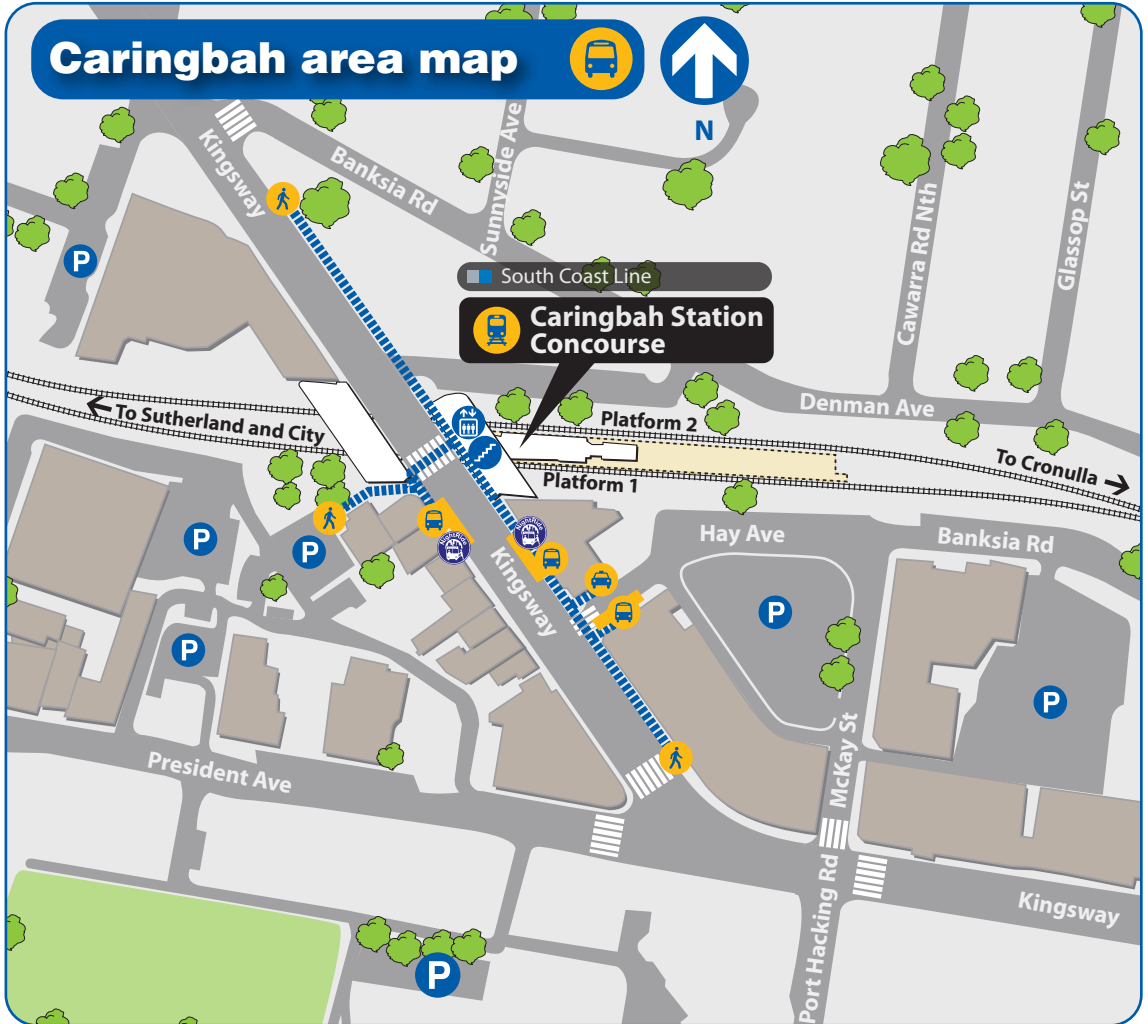 Caringbah area map
N
Kingsway
Banksia Rd
Sunnyside Ave
Cawarra Rd Nth
Glassop St
P
South Coast Line
Caringbah Station
Concourse
Denman Ave
To Sutherland and City
Platform 2
Platform 1
To Cronulla
NightRide
NightRide
Kingsway
Hay Ave
Banksia Rd
P
P
P
P
P
McKay St
President Ave
Port Hacking Rd
Kingsway
P